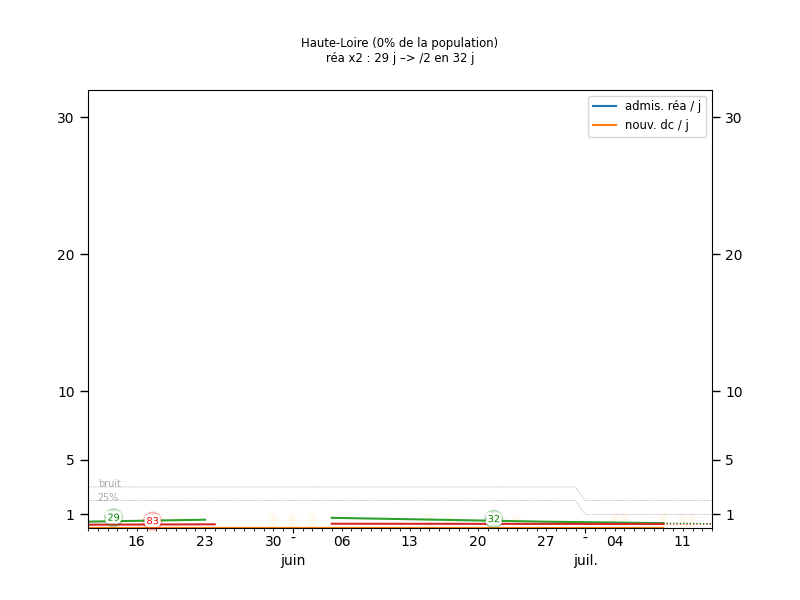 Haute-Loire (0% de la population)
réa x2 : 29 j –> /2 en 32 j
admis. réa / j
nouv. dc / j
30 30
20 20
10 10
5 5
bruit
25%
1 29 83 32 1
16 23 30 - 06 13 20 27 - 04 11
juin juil.